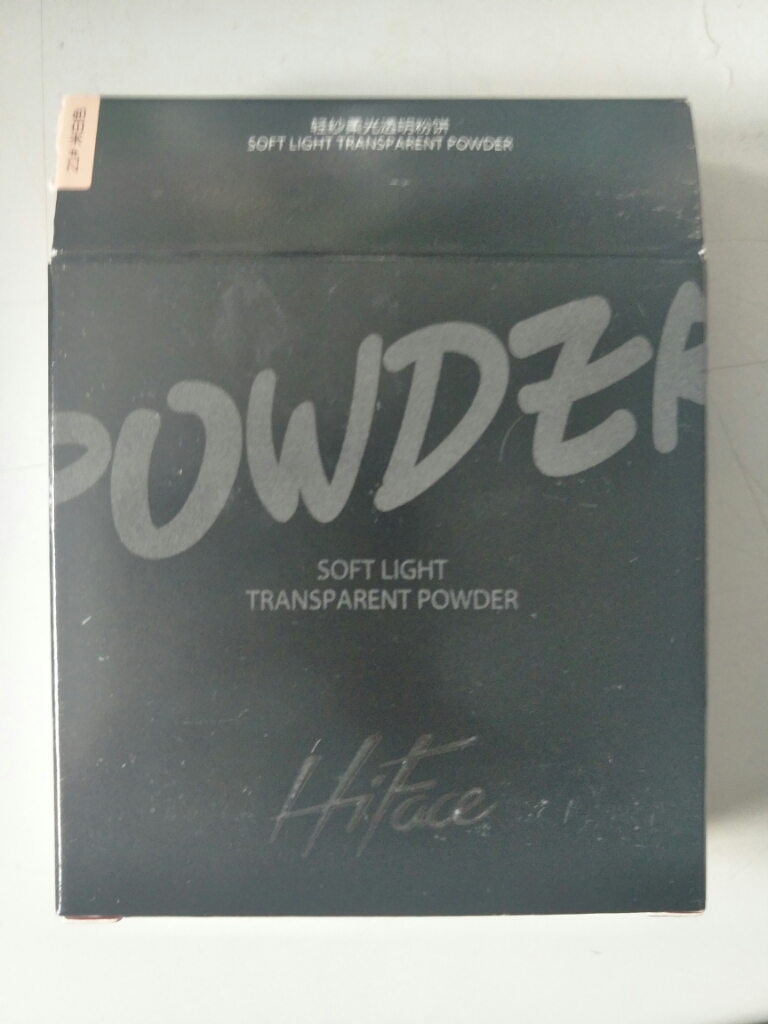 轻纱柔光透明粉饼
SOFT LIGHT TRANSPARENT POWDER
POWDER
SOFT LIGHT
TRANSPARENT POWDER
HiFace